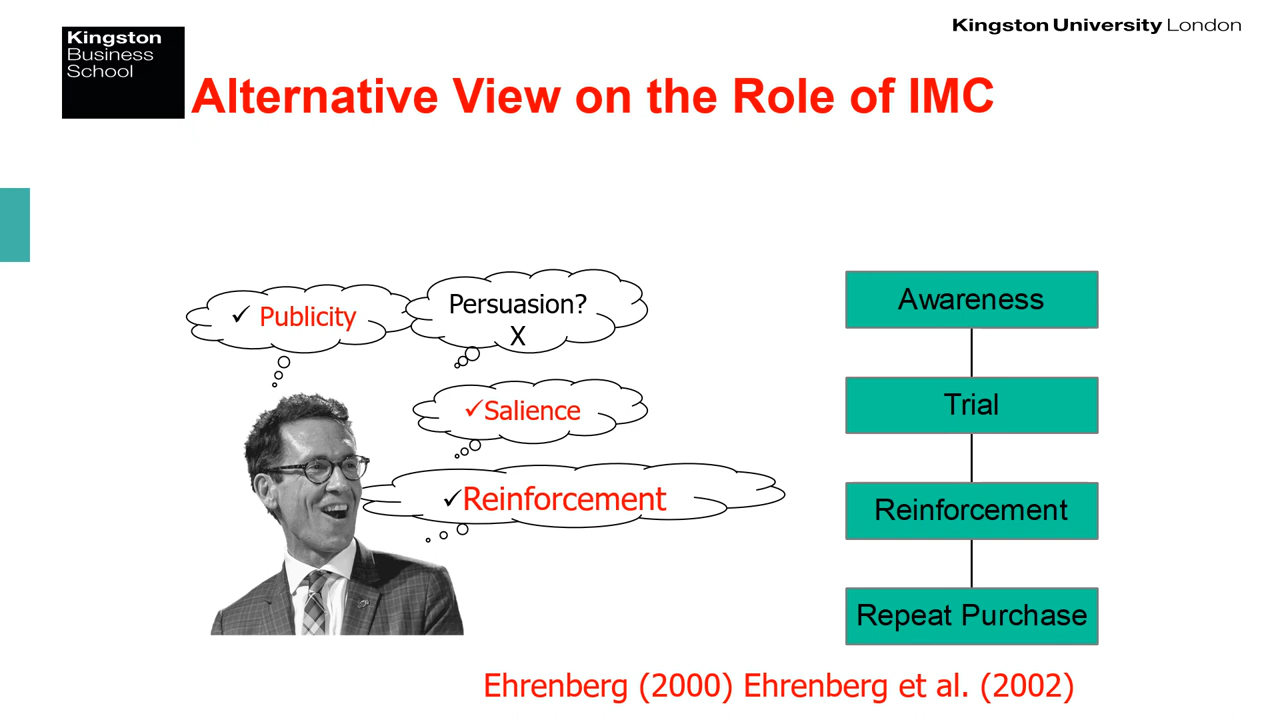 Kingston
Business
School
Kingston University London
Alternative View on the Role of IMC
✓ Publicity
Persuasion?
X
✓Salience
✓Reinforcement
Awareness
Trial
Reinforcement
Repeat Purchase
Ehrenberg (2000) Ehrenberg et al. (2002)